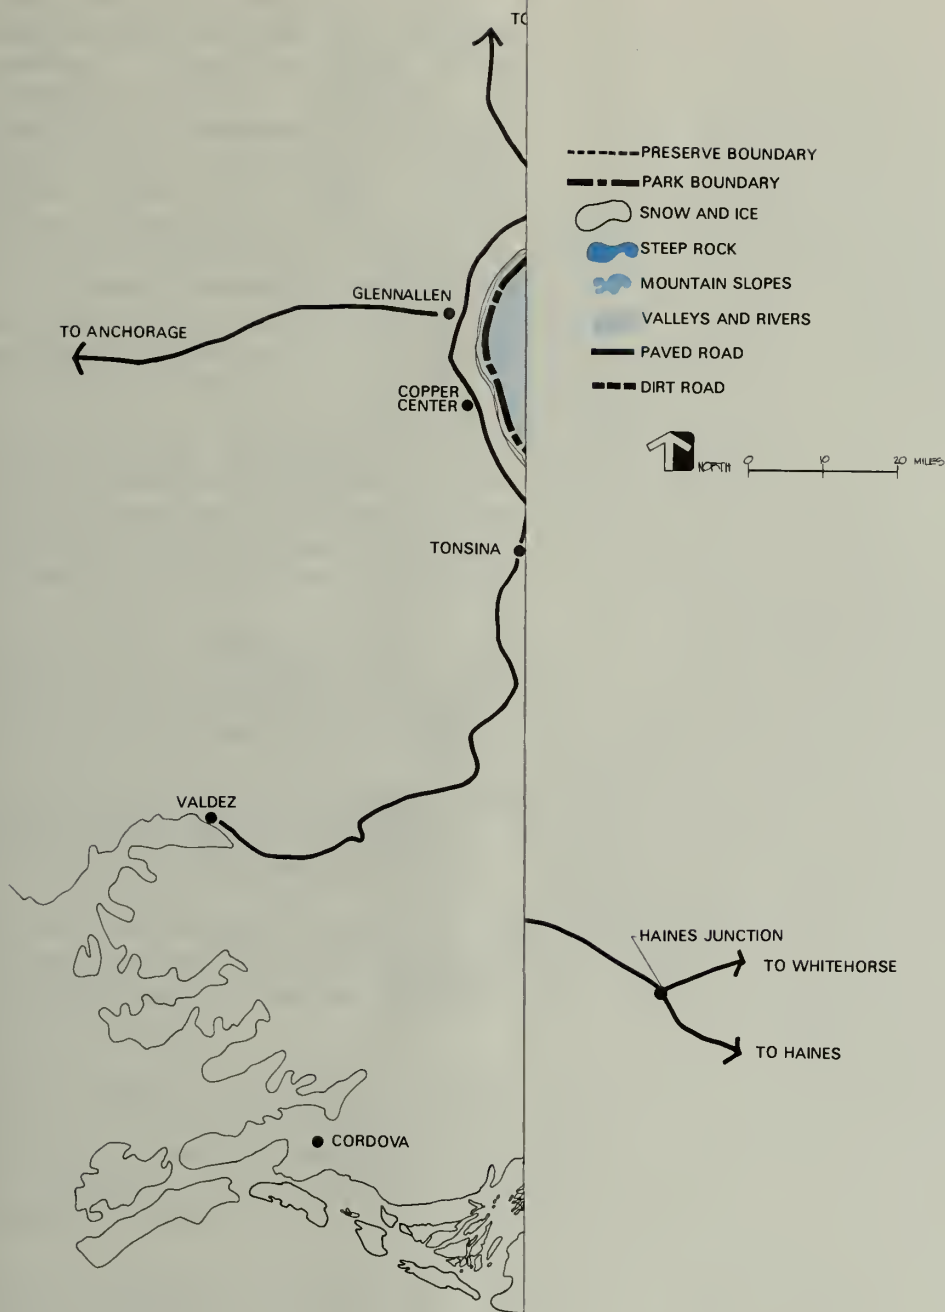 TO
PRESERVE BOUNDARY
PARK BOUNDARY
SNOW AND ICE
STEEP ROCK
MOUNTAIN SLOPES
VALLEYS AND RIVERS
PAVED ROAD
DIRT ROAD
NORTH 0 10 20 MILES
GLENNALLEN
TO ANCHORAGE
COPPER
CENTER
TONSINA
VALDEZ
HAINES JUNCTION
TO WHITEHORSE
TO HAINES
CORDOVA